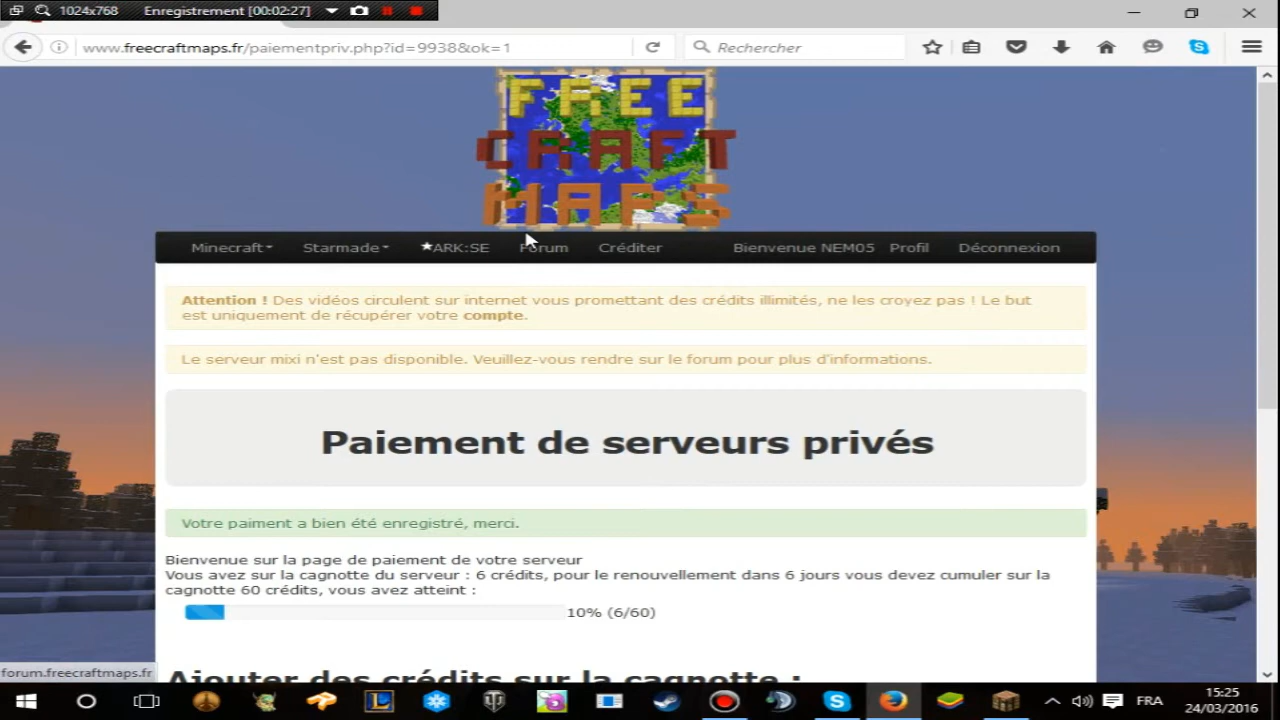 1024x768 Enregistrement [00:02:27]
www.freecraftmaps.fr/paiementpriv.php?id=9938&ok=1
Rechercher
FREE
CRAFT
MAPS
Minecraft Starmade ★ARK:SE Forum Créditer Bienvenue NEM05 Profil Déconnexion
Attention ! Des vidéos circulent sur internet vous promettant des crédits illimités, ne les croyez pas ! Le but
est uniquement de récupérer votre compte.
Le serveur mixi n'est pas disponible. Veuillez-vous rendre sur le forum pour plus d'informations.
Paiement de serveurs privés
Votre paiment a bien été enregistré, merci.
Bienvenue sur la page de paiement de votre serveur
Vous avez sur la cagnotte du serveur : 6 crédits, pour le renouvellement dans 6 jours vous devez cumuler sur la
cagnotte 60 crédits, vous avez atteint :
10% (6/60)
Ajouter des crédits sur la cagnotte :
forum.freecraftmaps.fr
FRA
15:25
24/03/2016